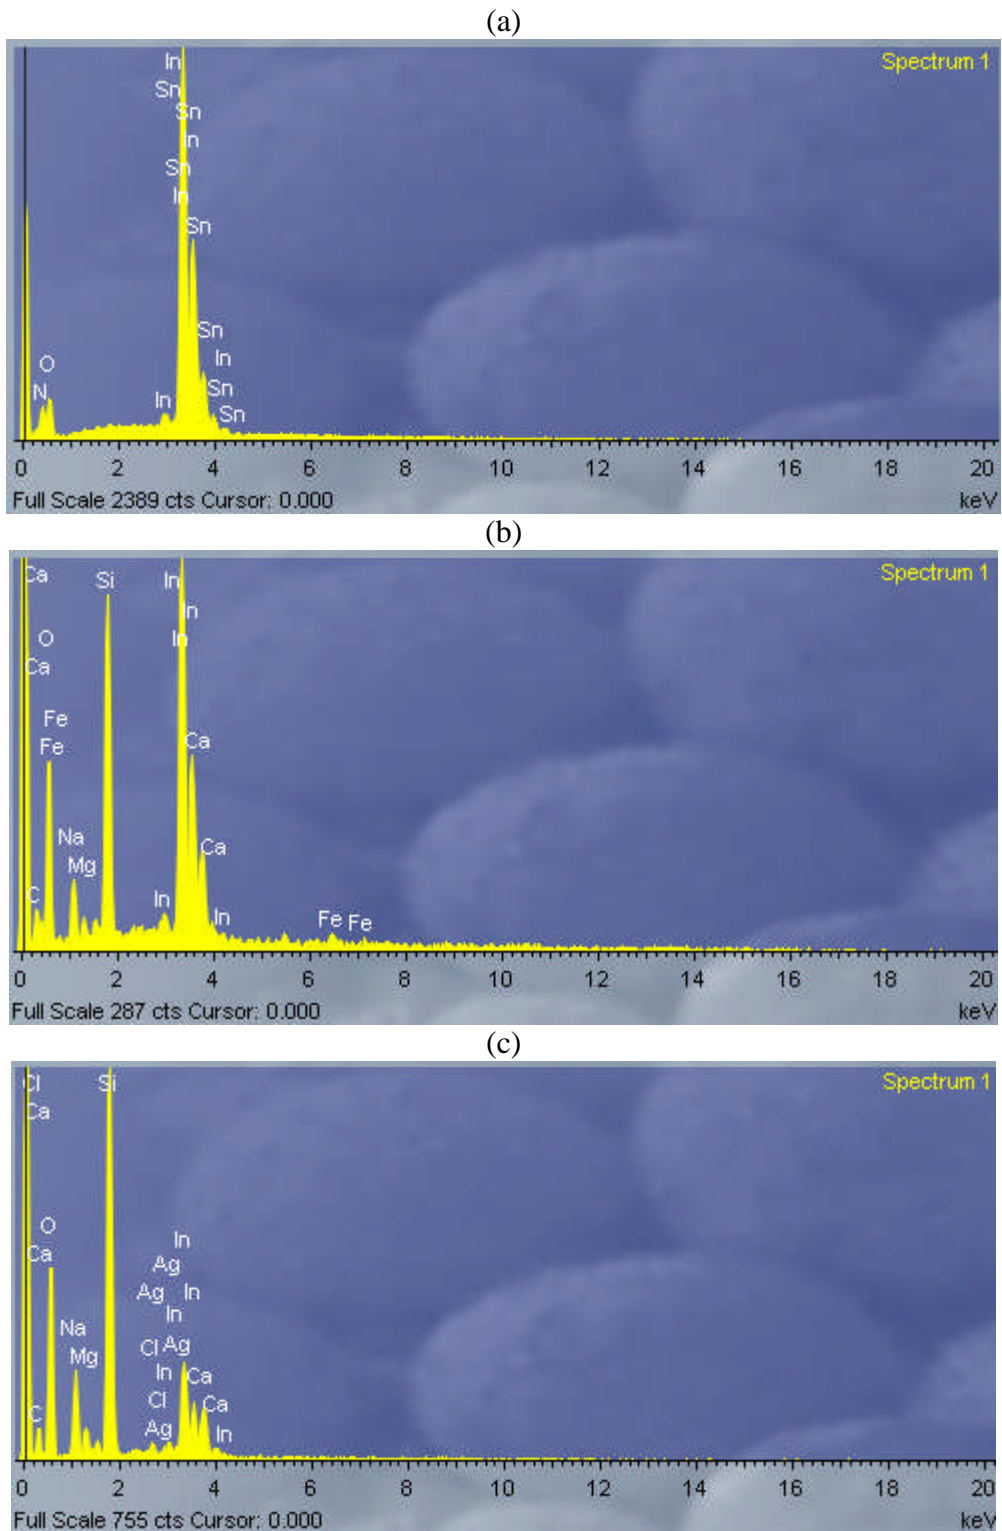 (a)
Spectrum 1
In
Sn
Sn
In
Sn
In
Sn
Sn
O
In
N
In
Sn
Sn
0 2 4 6 8 10 12 14 16 18 20
Full Scale 2389 cts Cursor: 0.000 keV
(b)
Spectrum 1
Ca Si In
In
O In
Ca
Fe
Fe Ca
Na
Mg Ca
C In In Fe Fe
0 2 4 6 8 10 12 14 16 18 20
Full Scale 287 cts Cursor: 0.000 keV
(c)
Spectrum 1
Cl Si
Ca
O In
Ca Ag
Ag In
In
Na
Mg Cl Ag
In Ca
C Cl Ca
Ag In
0 2 4 6 8 10 12 14 16 18 20
Full Scale 755 cts Cursor: 0.000 keV